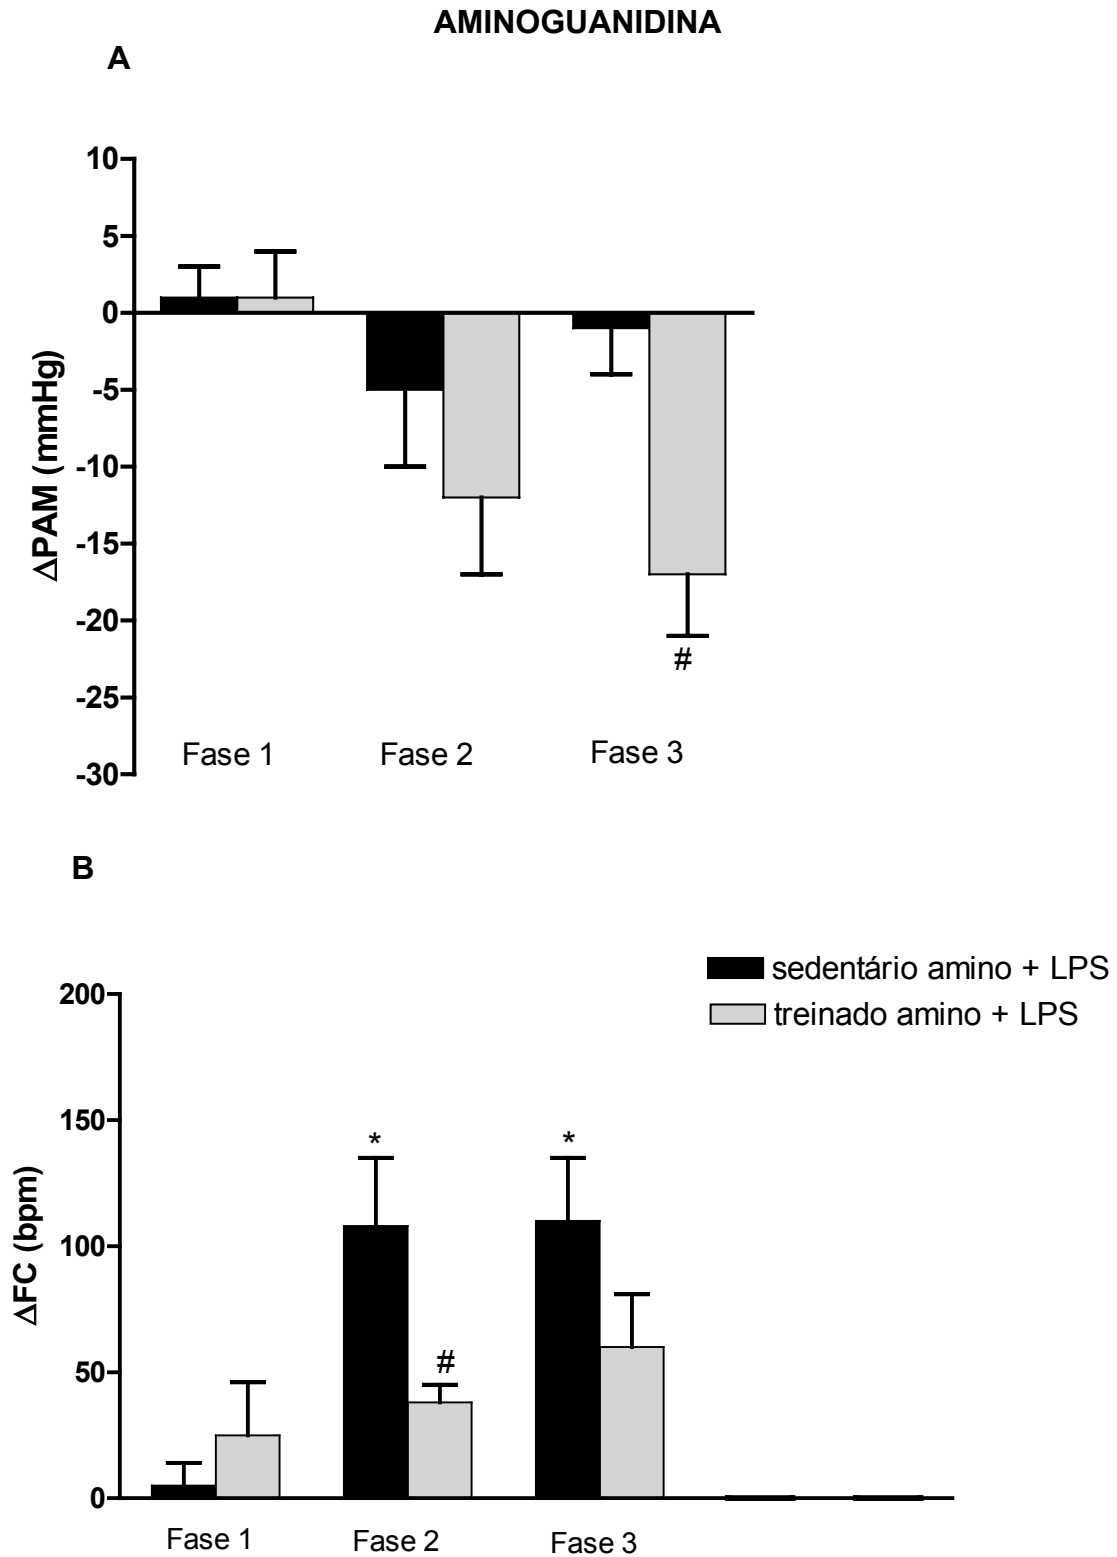 AMINOGUANIDINA
A
10
5
0
-5
-10
-15
-20
-25
-30
ΔPAM (mmHg)
#
Fase 1 Fase 2 Fase 3
B
sedentário amino + LPS
treinado amino + LPS
200
150
100
50
0
ΔFC (bpm)
* *
#
Fase 1 Fase 2 Fase 3